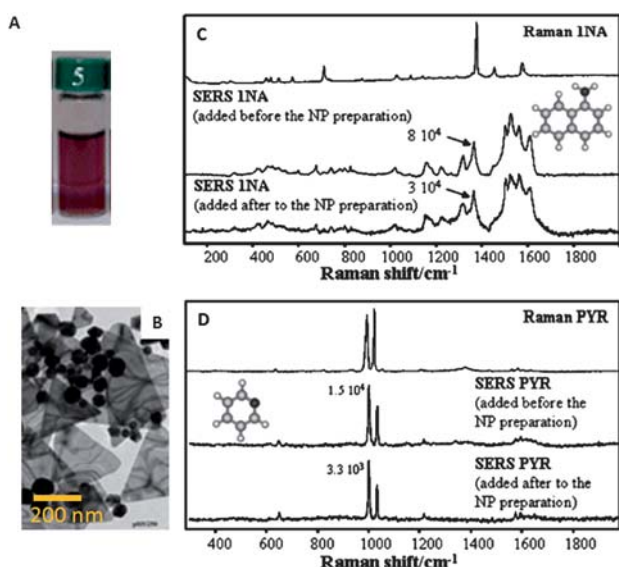 A
5
B
200 nm
C
Raman 1NA
SERS 1NA
(added before the NP preparation)
8 10⁴
SERS 1NA
(added after to the NP preparation)
3 10⁴
200 400 600 800 1000 1200 1400 1600 1800
Raman shift/cm⁻¹
D
Raman PYR
1.5 10⁴
SERS PYR
(added before the
NP preparation)
3.3 10³
SERS PYR
(added after to the
NP preparation)
400 600 800 1000 1200 1400 1600 1800
Raman shift/cm⁻¹